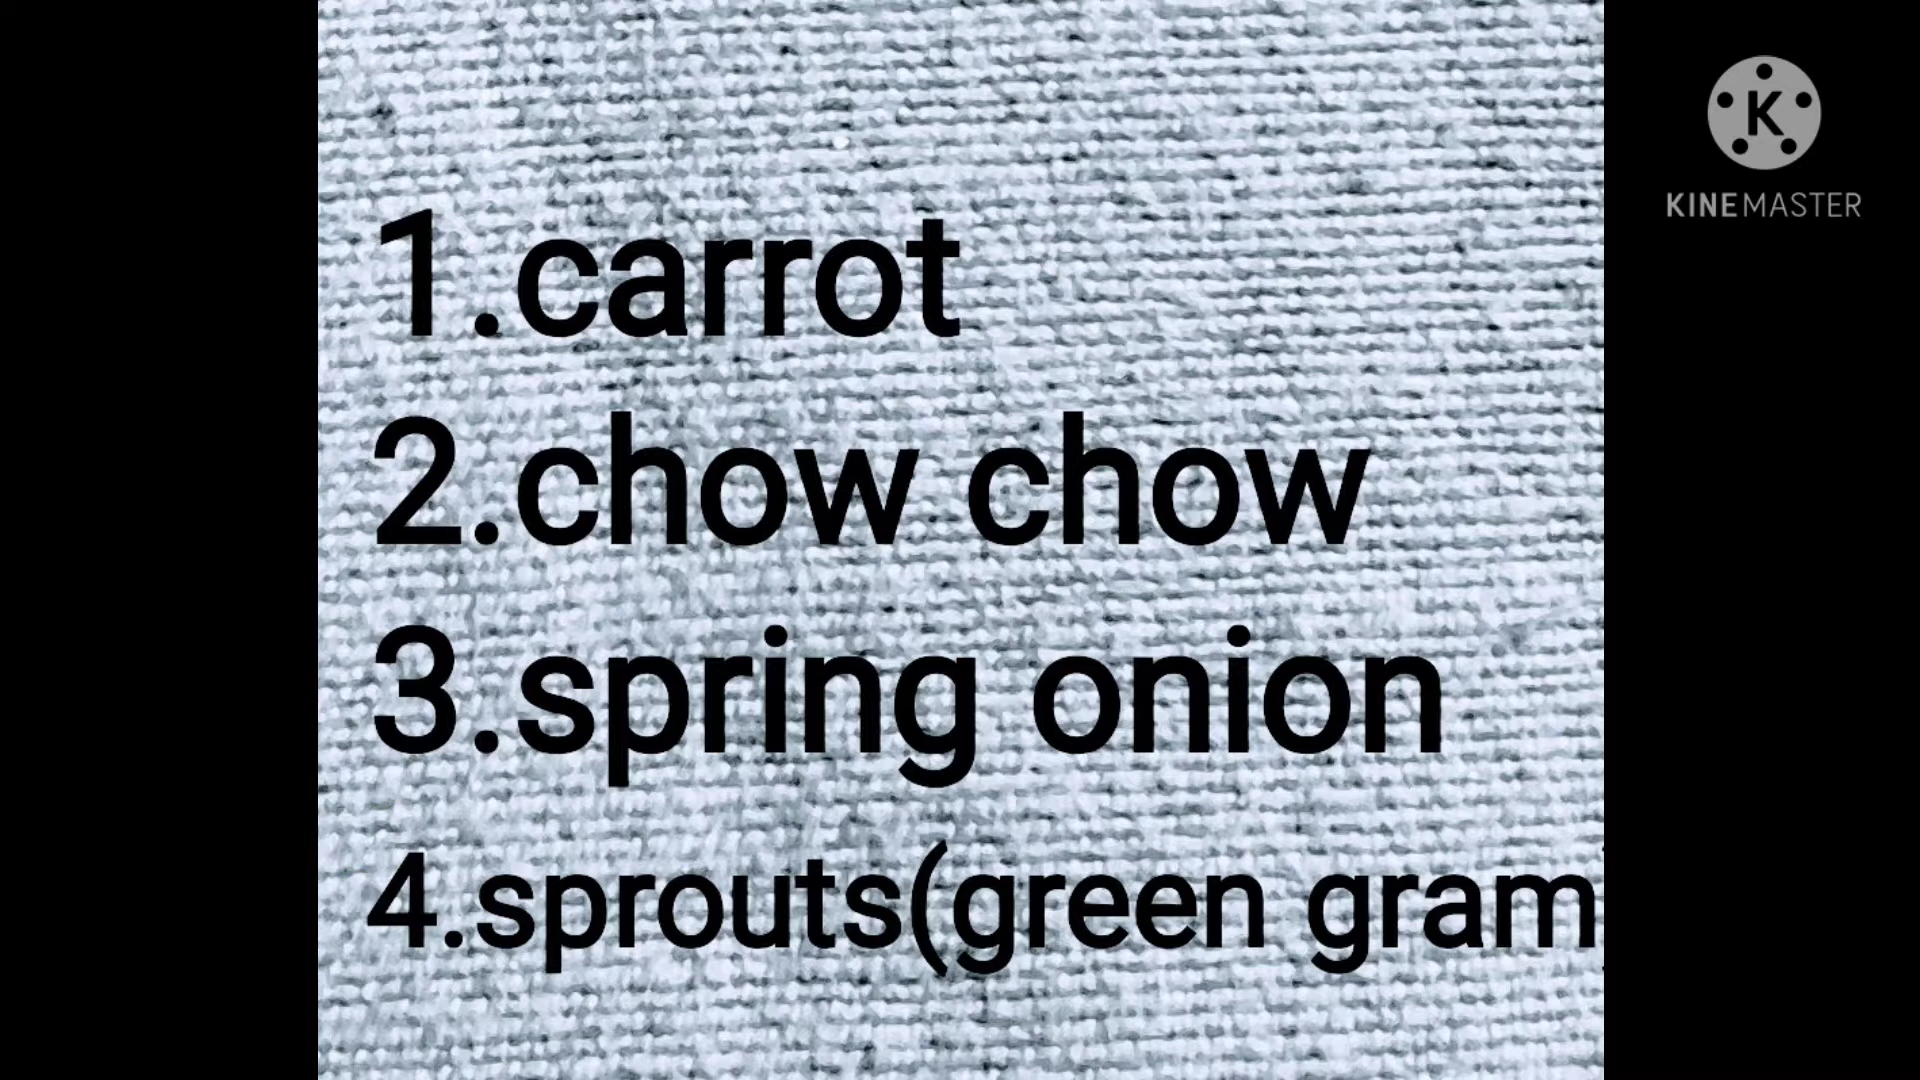 1.carrot
2.chow chow
3.spring onion
4.sprouts(green gram
K
KINEMASTER